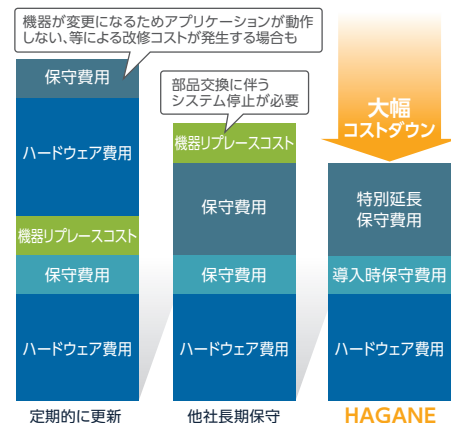 機器が変更になるためアプリケーションが動作
しない、等による改修コストが発生する場合も
保守費用
ハードウェア費用
機器リプレースコスト
保守費用
ハードウェア費用
定期的に更新
部品交換に伴う
システム停止が必要
機器リプレースコスト
保守費用
保守費用
ハードウェア費用
他社長期保守
大幅
コストダウン
特別延長
保守費用
導入時保守費用
ハードウェア費用
HAGANE